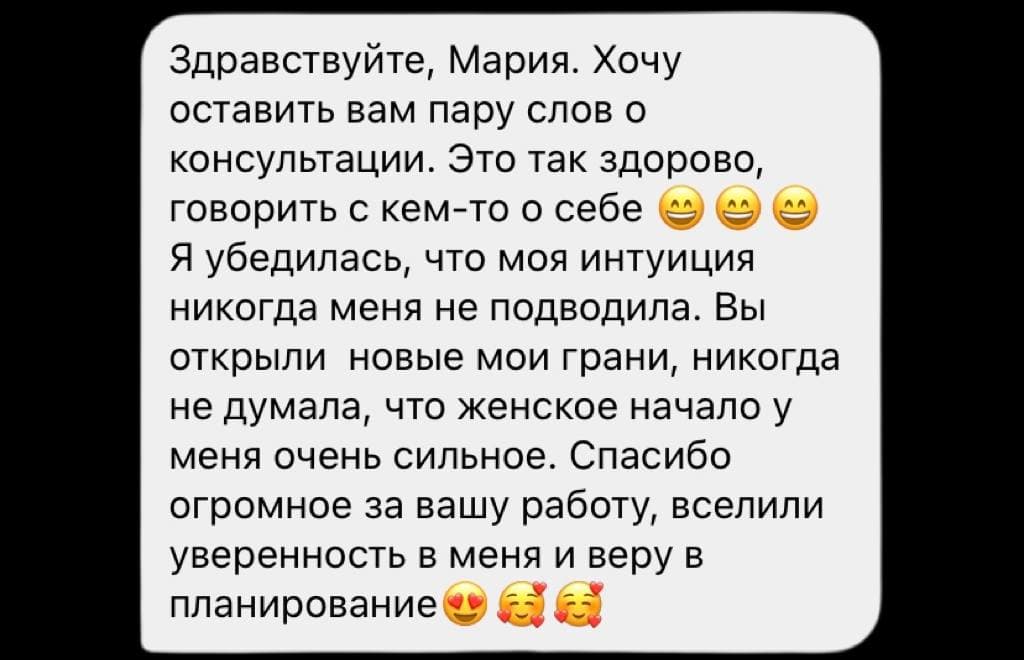 Здравствуйте, Мария. Хочу
оставить вам пару слов о
консультации. Это так здорово,
говорить с кем-то о себе 😄 😄 😄
Я убедилась, что моя интуиция
никогда меня не подводила. Вы
открыли  новые мои грани, никогда
не думала, что женское начало у
меня очень сильное. Спасибо
огромное за вашу работу, вселили
уверенность в меня и веру в
планирование😍 🥰 🥰